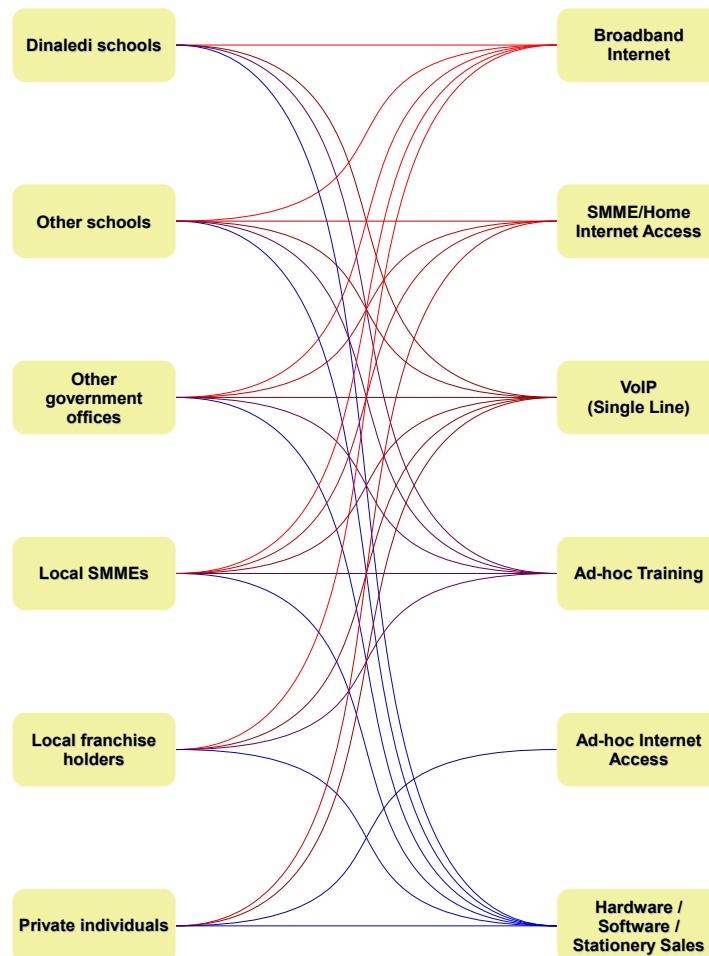 Dinaledi schools
Broadband
Internet
Other schools
SMME/Home
Internet Access
Other
government
offices
VoIP
(Single Line)
Local SMMEs
Ad-hoc Training
Local franchise
holders
Ad-hoc Internet
Access
Private individuals
Hardware /
Software /
Stationery Sales